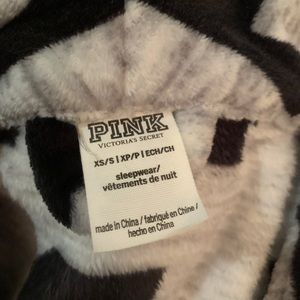 PINK
VICTORIA'S SECRET
XS/S | XP/P | ECH/CH
sleepwear/
vêtements de nuit
made in China / fabriqué en Chine /
hecho en China